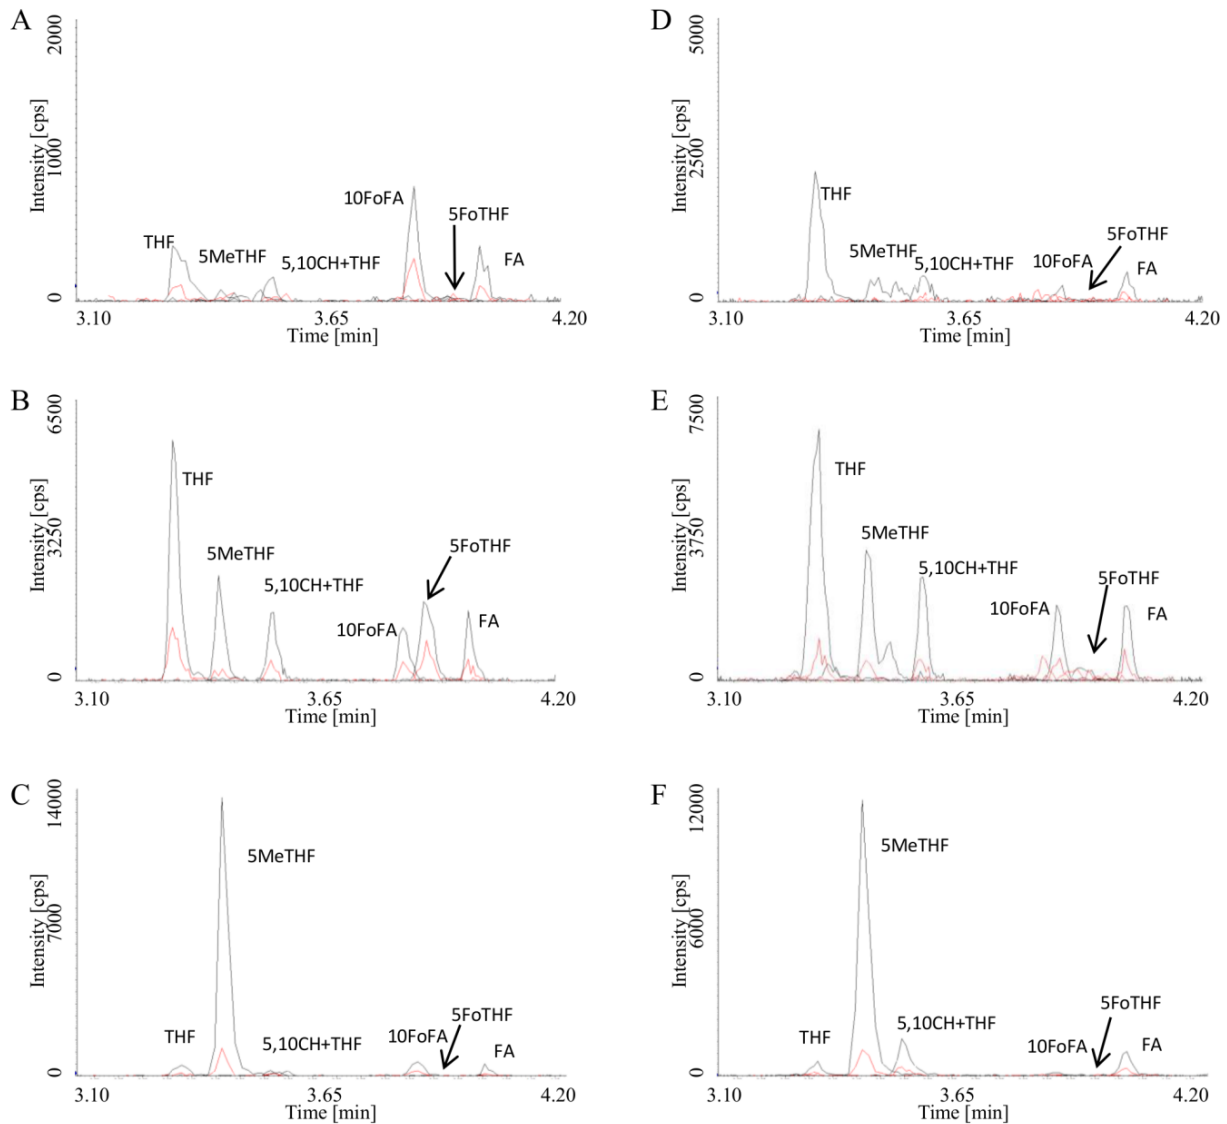 A
Intensity [cps]
2000
1000
0
THF
5MeTHF
5,10CH+THF
10FoFA
5FoTHF
FA
3.10
3.65
4.20
Time [min]
D
Intensity [cps]
5000
2500
0
THF
5MeTHF
5,10CH+THF
10FoFA
5FoTHF
FA
3.10
3.65
4.20
Time [min]
B
Intensity [cps]
6500
3250
0
THF
5MeTHF
5,10CH+THF
10FoFA
5FoTHF
FA
3.10
3.65
4.20
Time [min]
E
Intensity [cps]
7500
3750
0
THF
5MeTHF
5,10CH+THF
10FoFA
5FoTHF
FA
3.10
3.65
4.20
Time [min]
C
Intensity [cps]
14000
7000
0
THF
5MeTHF
5,10CH+THF
10FoFA
5FoTHF
FA
3.10
3.65
4.20
Time [min]
F
Intensity [cps]
12000
6000
0
THF
5MeTHF
5,10CH+THF
10FoFA
5FoTHF
FA
3.10
3.65
4.20
Time [min]